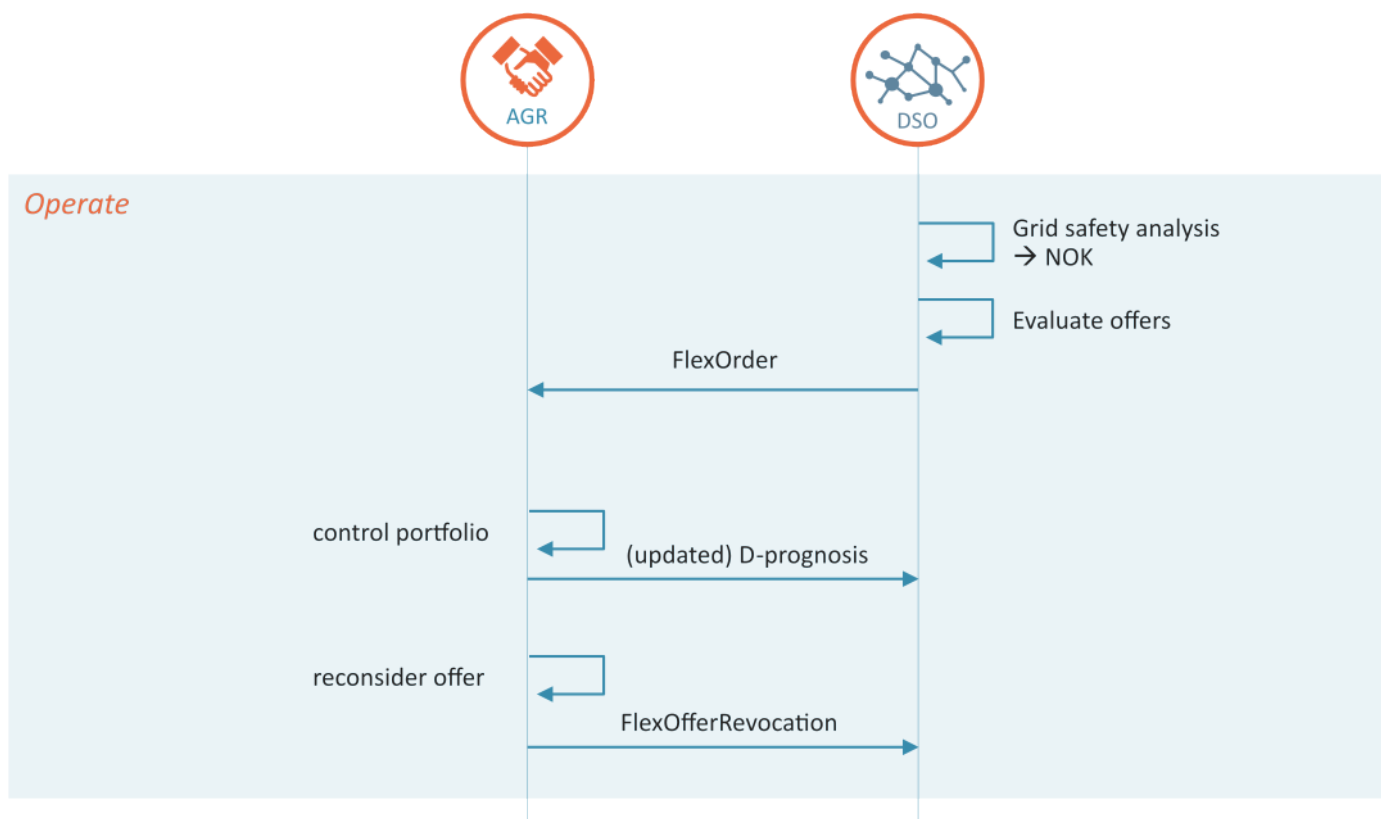 AGR
DSO
Operate
Grid safety analysis
→ NOK
Evaluate offers
FlexOrder
control portfolio
(updated) D-prognosis
reconsider offer
FlexOfferRevocation